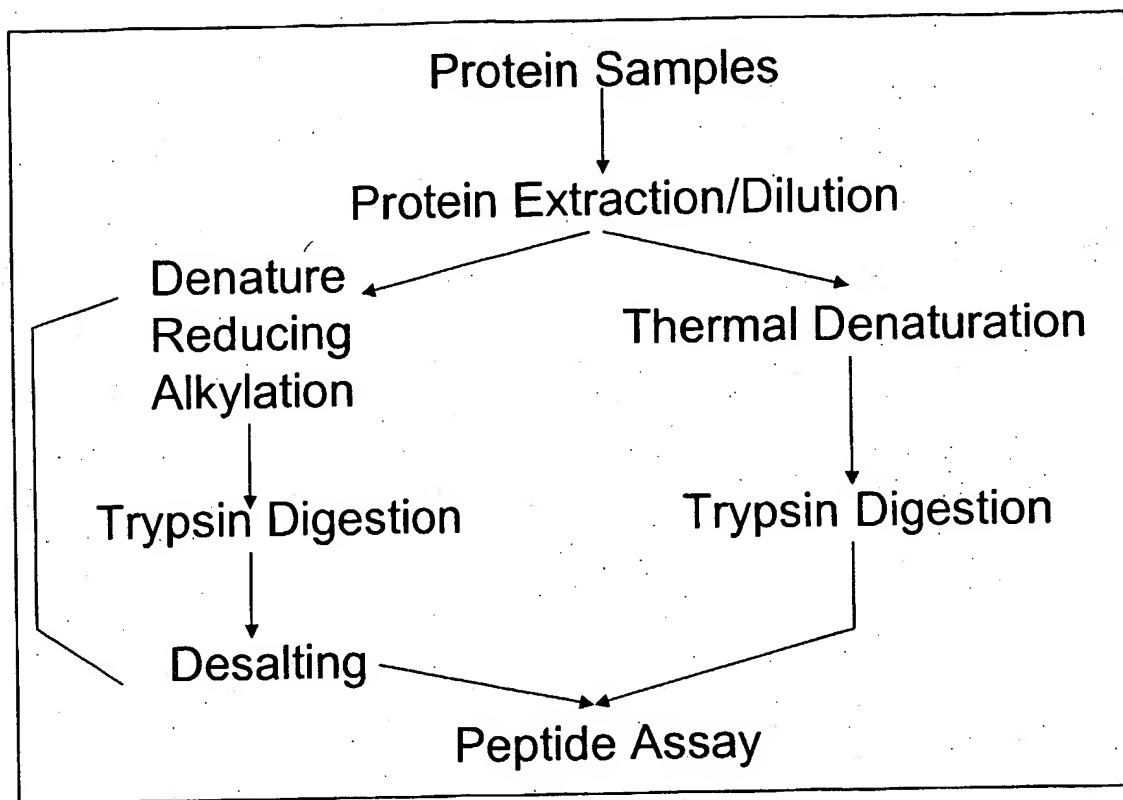 Protein Samples
Protein Extraction/Dilution
Denature
Reducing
Alkylation
Trypsin Digestion
Desalting
Thermal Denaturation
Trypsin Digestion
Peptide Assay